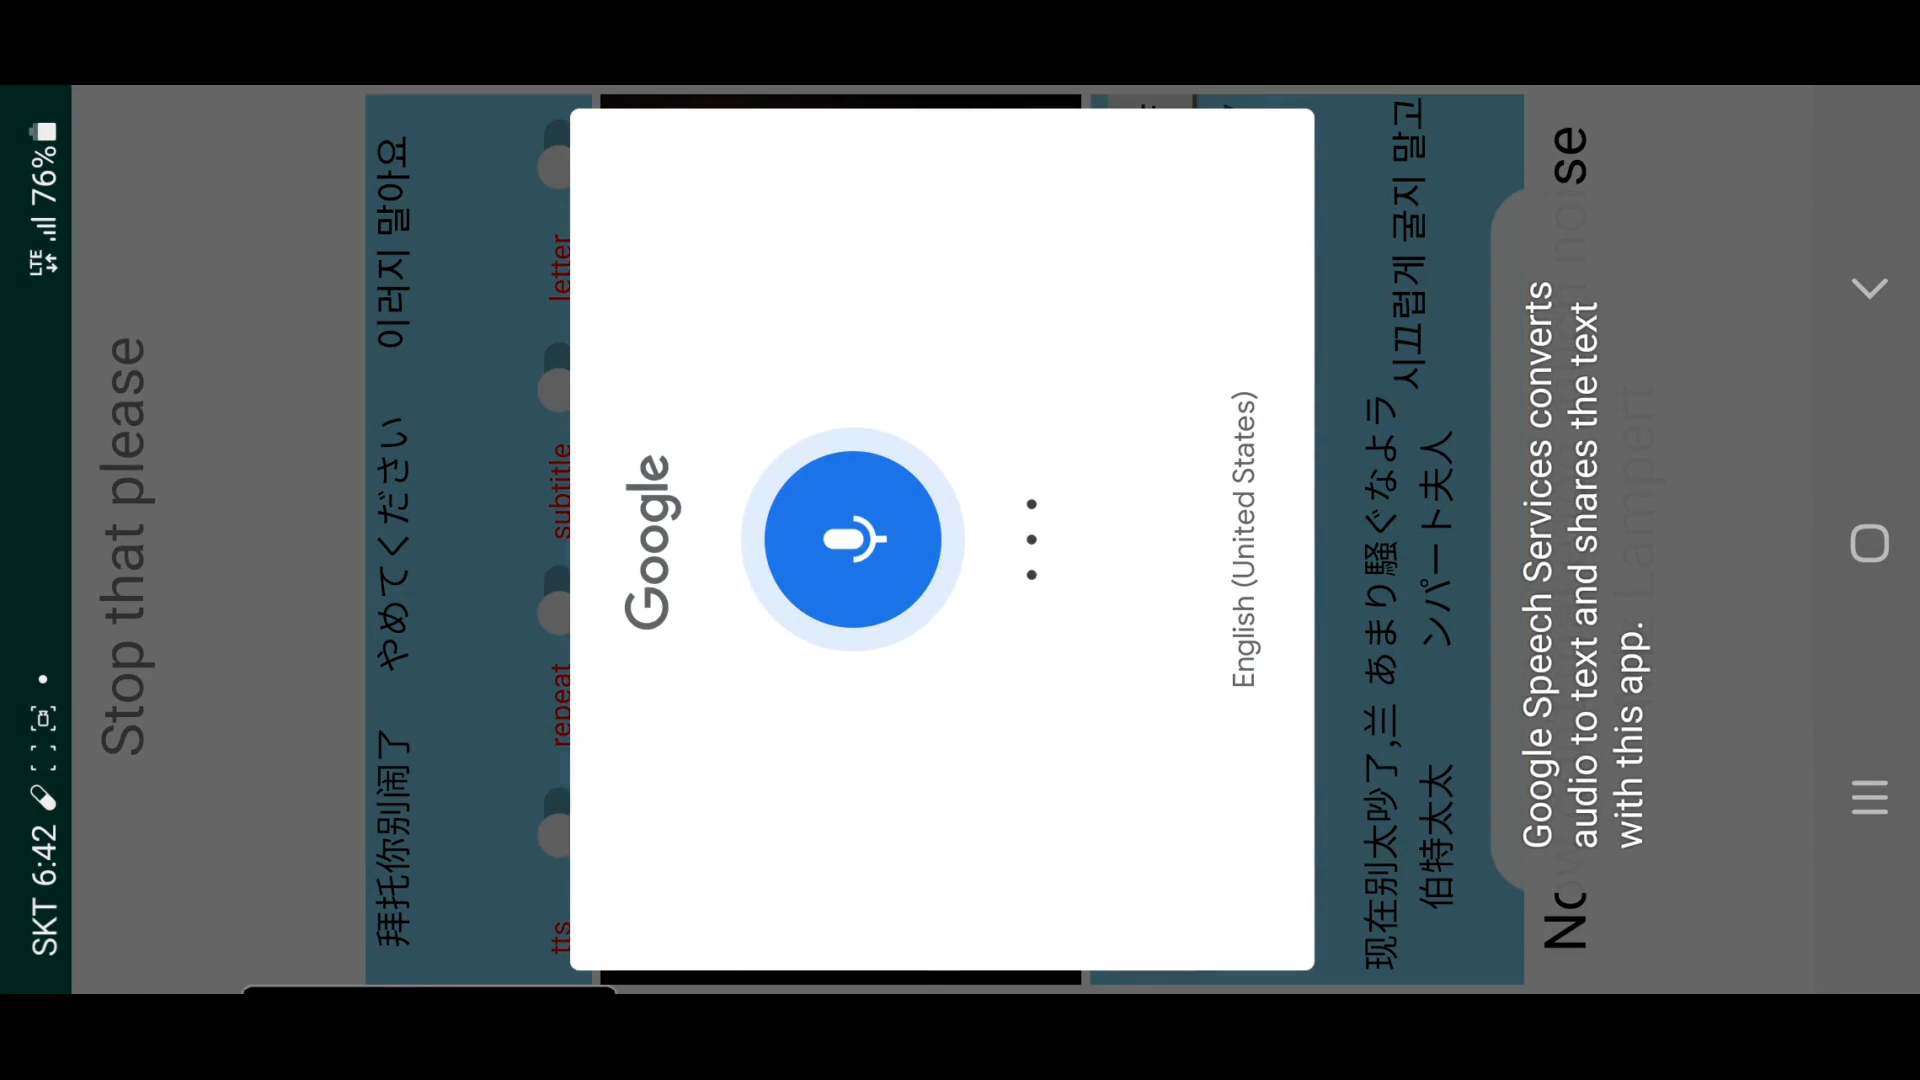 SKT 6:42 LTE 76%
Stop that please
拜托你别闹了 やめてください 이러지 말아요
tts repeat subtitle letter
Google
English (United States)
现在别太吵了,兰 あまり騒ぐなよラ 시끄럽게 굴지 말고
伯特太太 ンパート夫人
Google Speech Services converts
audio to text and shares the text
with this app.
Lampert